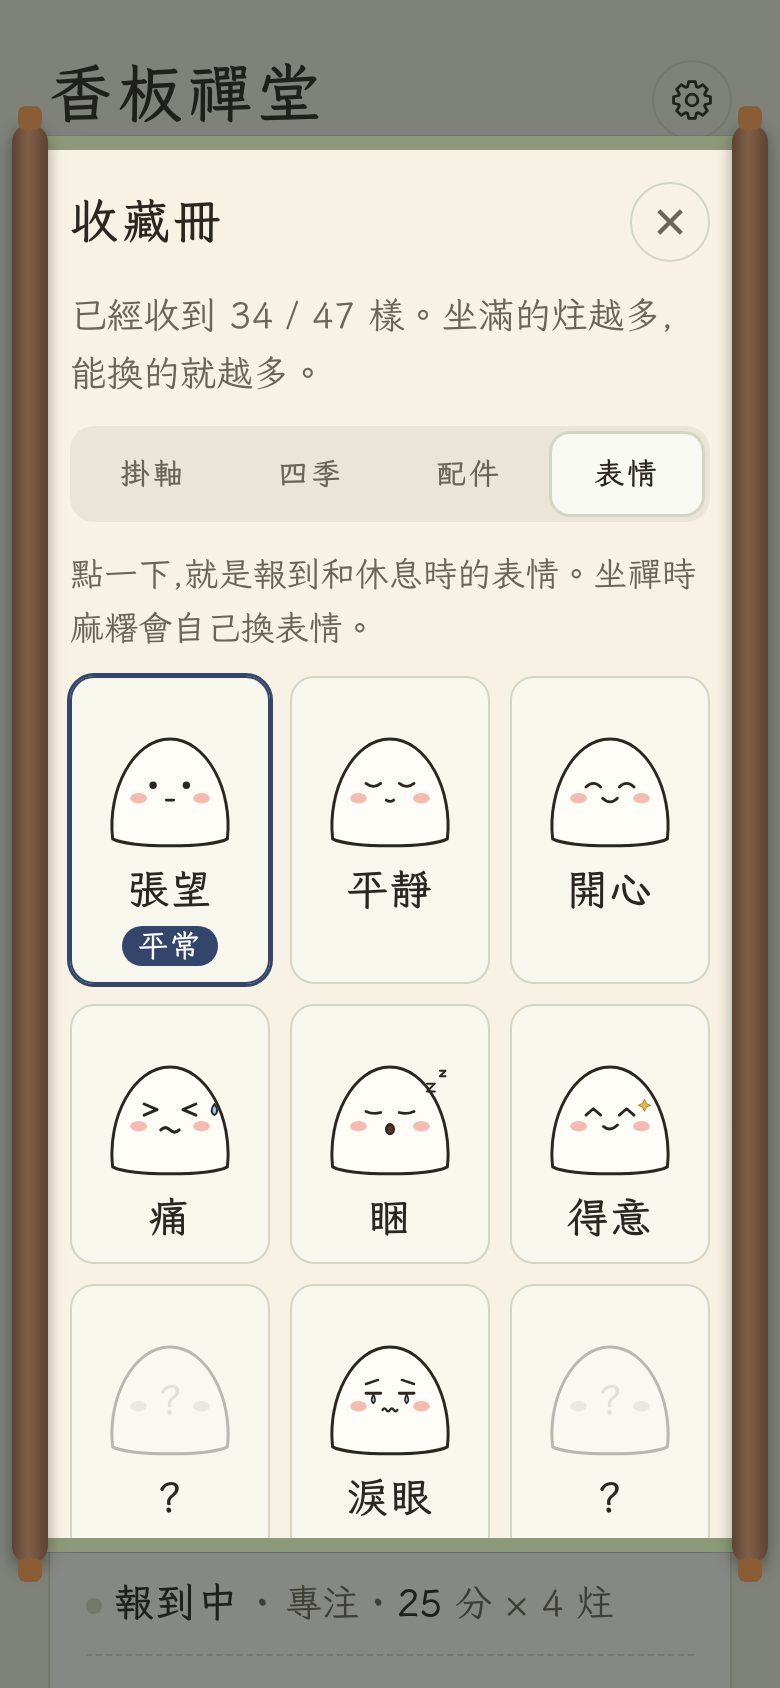 香板禪堂
收藏冊
已經收到 34 / 47 樣。坐滿的炷越多,
能換的就越多。
掛軸 四季 配件 表情
點一下,就是報到和休息時的表情。坐禪時
麻糬會自己換表情。
張望 平靜 開心
平常
z
z
痛 睏 得意
? ?
? 淚眼 ?
報到中 · 專注 · 25 分 × 4 炷